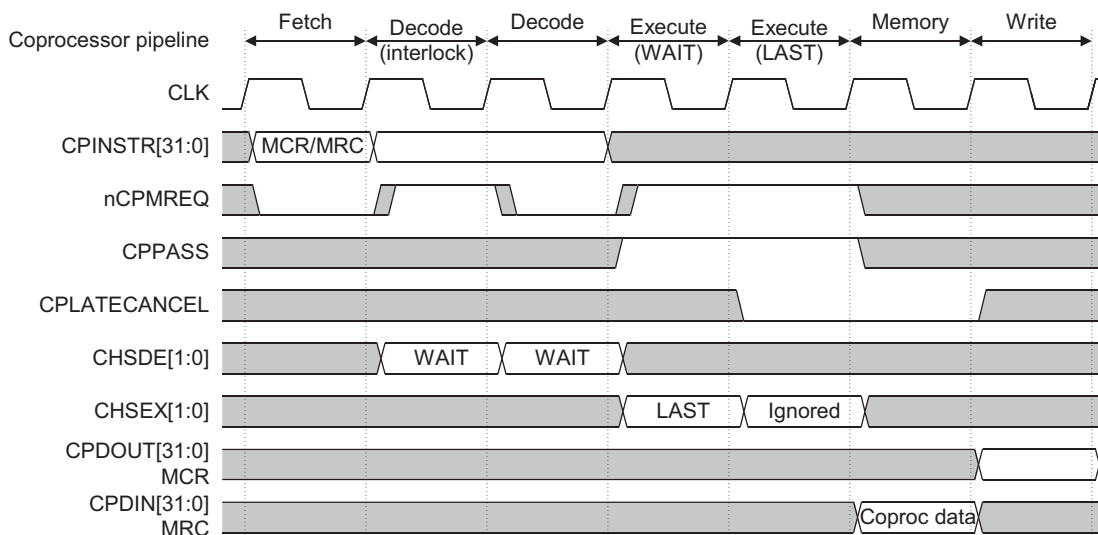 Coprocessor pipeline
Fetch Decode (interlock) Decode Execute (WAIT) Execute (LAST) Memory Write
CLK
CPINSTR[31:0] MCR/MRC
nCPMREQ
CPPASS
CPLATECANCEL
CHSDE[1:0] WAIT WAIT
CHSEX[1:0] LAST Ignored
CPDOUT[31:0]
MCR
CPDIN[31:0] Coproc data
MRC